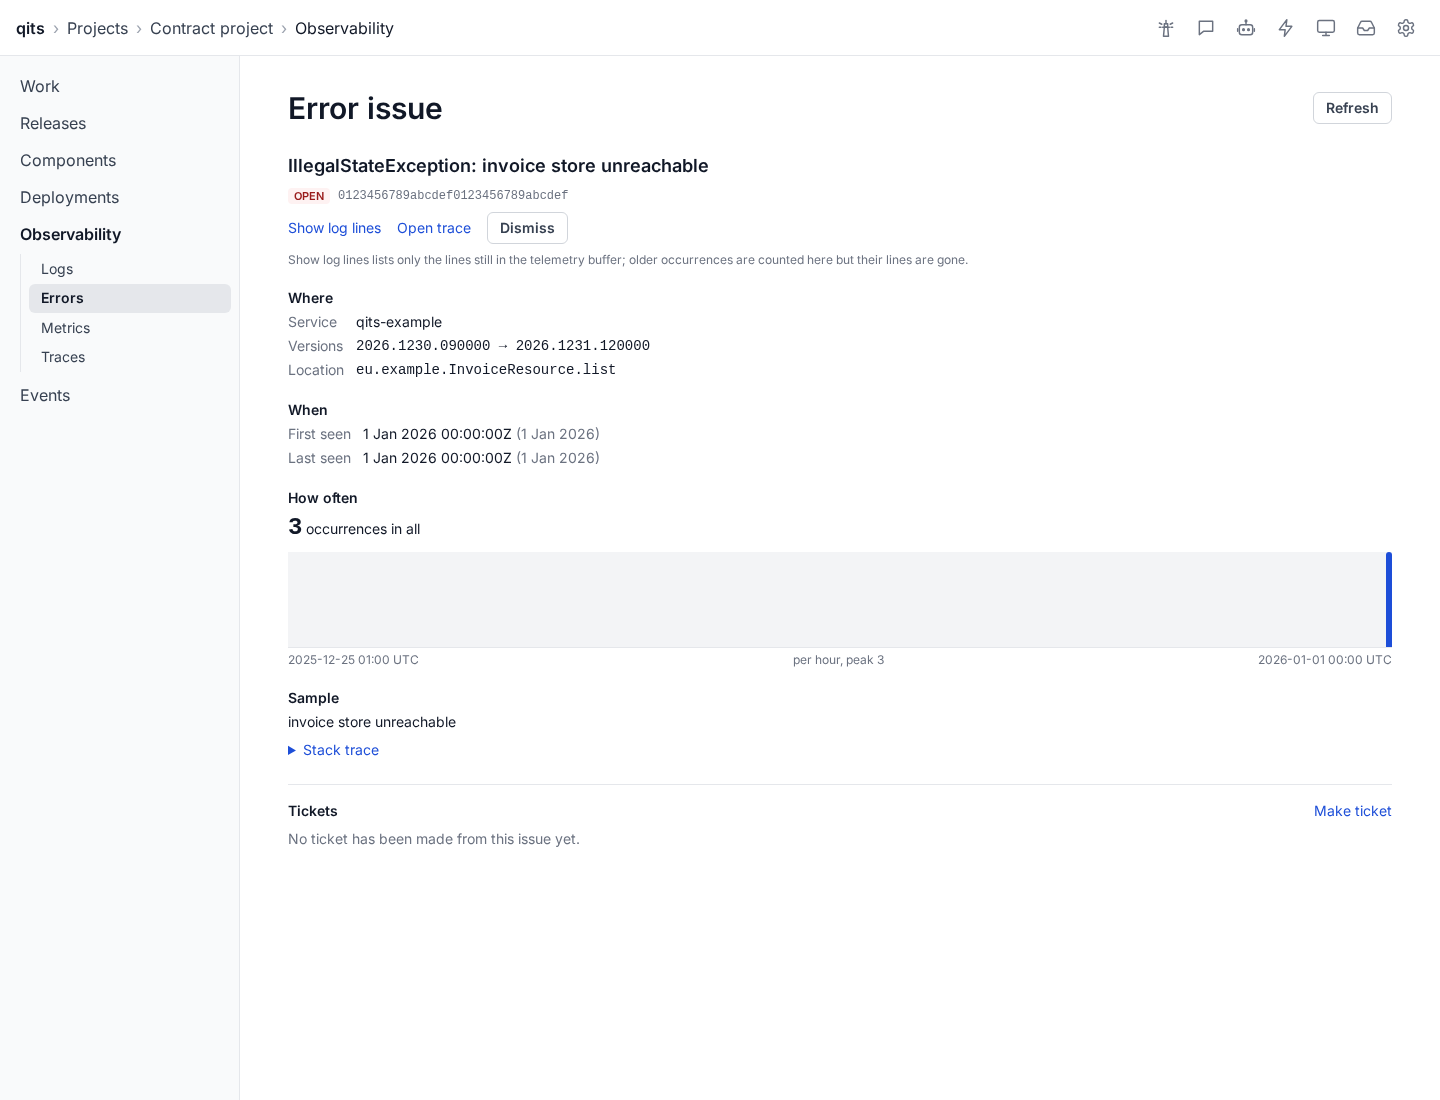 qits › Projects › Contract project › Observability
Work
Releases
Components
Deployments
Observability
Logs
Errors
Metrics
Traces
Events
Error issue
Refresh
IllegalStateException: invoice store unreachable
OPEN 0123456789abcdef0123456789abcdef
Show log lines Open trace Dismiss
Show log lines lists only the lines still in the telemetry buffer; older occurrences are counted here but their lines are gone.
Where
Service qits-example
Versions 2026.1230.090000 → 2026.1231.120000
Location eu.example.InvoiceResource.list
When
First seen 1 Jan 2026 00:00:00Z (1 Jan 2026)
Last seen 1 Jan 2026 00:00:00Z (1 Jan 2026)
How often
3 occurrences in all
2025-12-25 01:00 UTC per hour, peak 3 2026-01-01 00:00 UTC
Sample
invoice store unreachable
Stack trace
Tickets Make ticket
No ticket has been made from this issue yet.